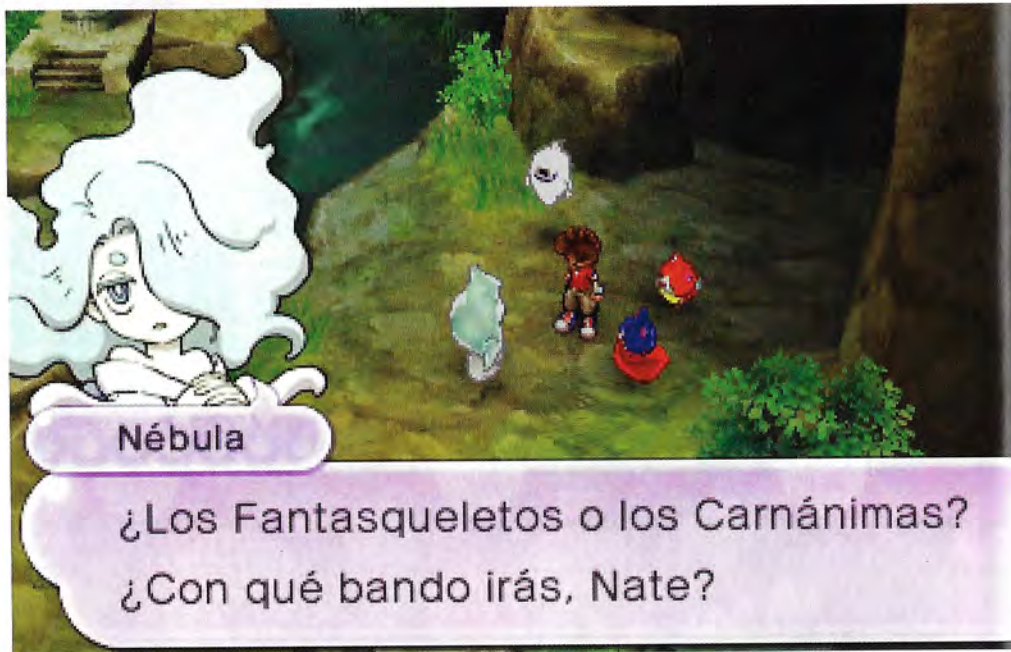 Nébula
¿Los Fantasqueletos o los Carnánimas?
¿Con qué bando irás, Nate?